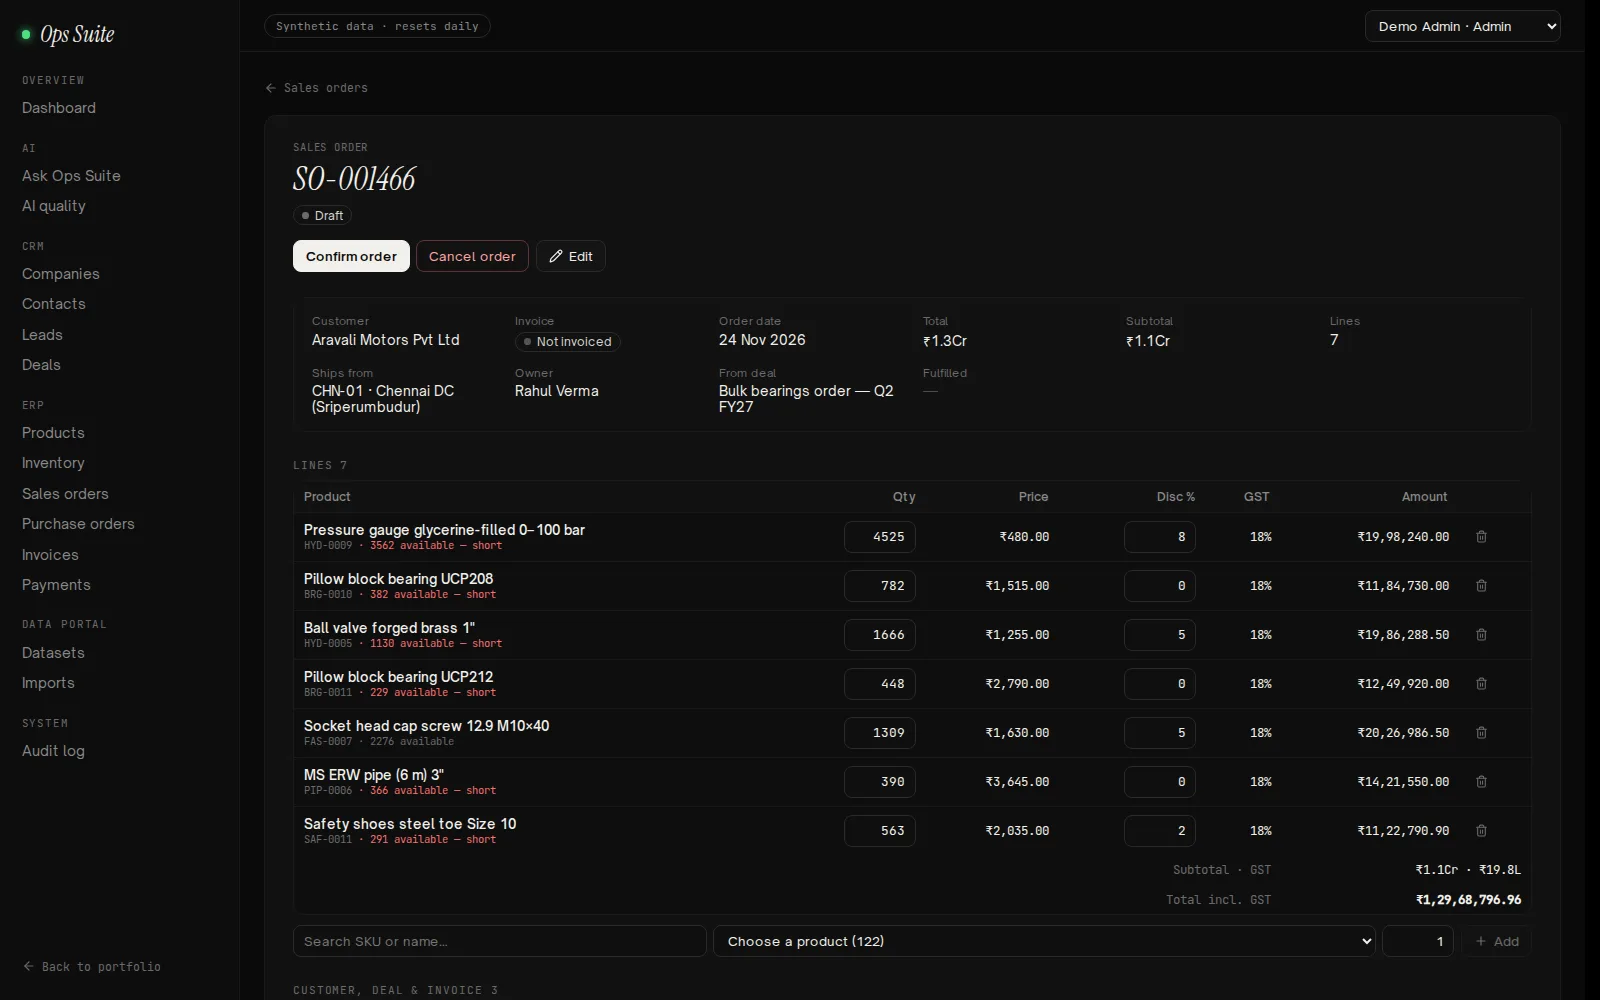 Ops Suite
OVERVIEW
Dashboard
AI
Ask Ops Suite
AI quality
CRM
Companies
Contacts
Leads
Deals
ERP
Products
Inventory
Sales orders
Purchase orders
Invoices
Payments
DATA PORTAL
Datasets
Imports
SYSTEM
Audit log
← Back to portfolio
Synthetic data · resets daily
Demo Admin · Admin
← Sales orders
SALES ORDER
SO-001466
Draft
Confirm order Cancel order Edit
Customer Invoice Order date Total Subtotal Lines
Aravali Motors Pvt Ltd Not invoiced 24 Nov 2026 ₹1.3Cr ₹1.1Cr 7
Ships from Owner From deal Fulfilled
CHN-01 · Chennai DC Rahul Verma Bulk bearings order — Q2 —
(Sriperumbudur) FY27
LINES 7
Product Qty Price Disc % GST Amount
Pressure gauge glycerine-filled 0–100 bar 4525 ₹480.00 8 18% ₹19,98,240.00
HYD-0009 · 3562 available — short
Pillow block bearing UCP208 782 ₹1,515.00 0 18% ₹11,84,730.00
BRG-0010 · 382 available — short
Ball valve forged brass 1" 1666 ₹1,255.00 5 18% ₹19,86,288.50
HYD-0005 · 1130 available — short
Pillow block bearing UCP212 448 ₹2,790.00 0 18% ₹12,49,920.00
BRG-0011 · 229 available — short
Socket head cap screw 12.9 M10×40 1309 ₹1,630.00 5 18% ₹20,26,986.50
FAS-0007 · 2276 available
MS ERW pipe (6 m) 3" 390 ₹3,645.00 0 18% ₹14,21,550.00
PIP-0006 · 366 available — short
Safety shoes steel toe Size 10 563 ₹2,035.00 2 18% ₹11,22,790.90
SAF-0011 · 291 available — short
Subtotal · GST ₹1.1Cr · ₹19.8L
Total incl. GST ₹1,29,68,796.96
Search SKU or name... Choose a product (122) 1 + Add
CUSTOMER, DEAL & INVOICE 3